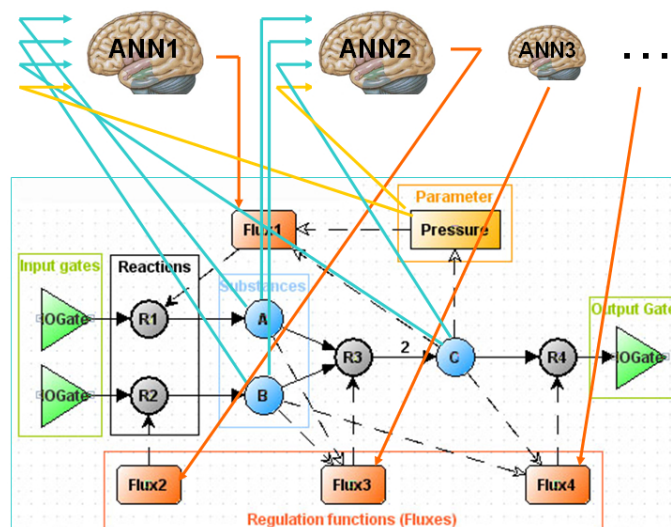 ANN1
ANN2
ANN3
...
Parameter
Flux1
Pressure
Input gates
Reactions
Substances
Output Gate
IOGate
R1
A
R3
2
C
R4
IOGate
IOGate
R2
B
Flux2
Flux3
Flux4
Regulation functions (Fluxes)